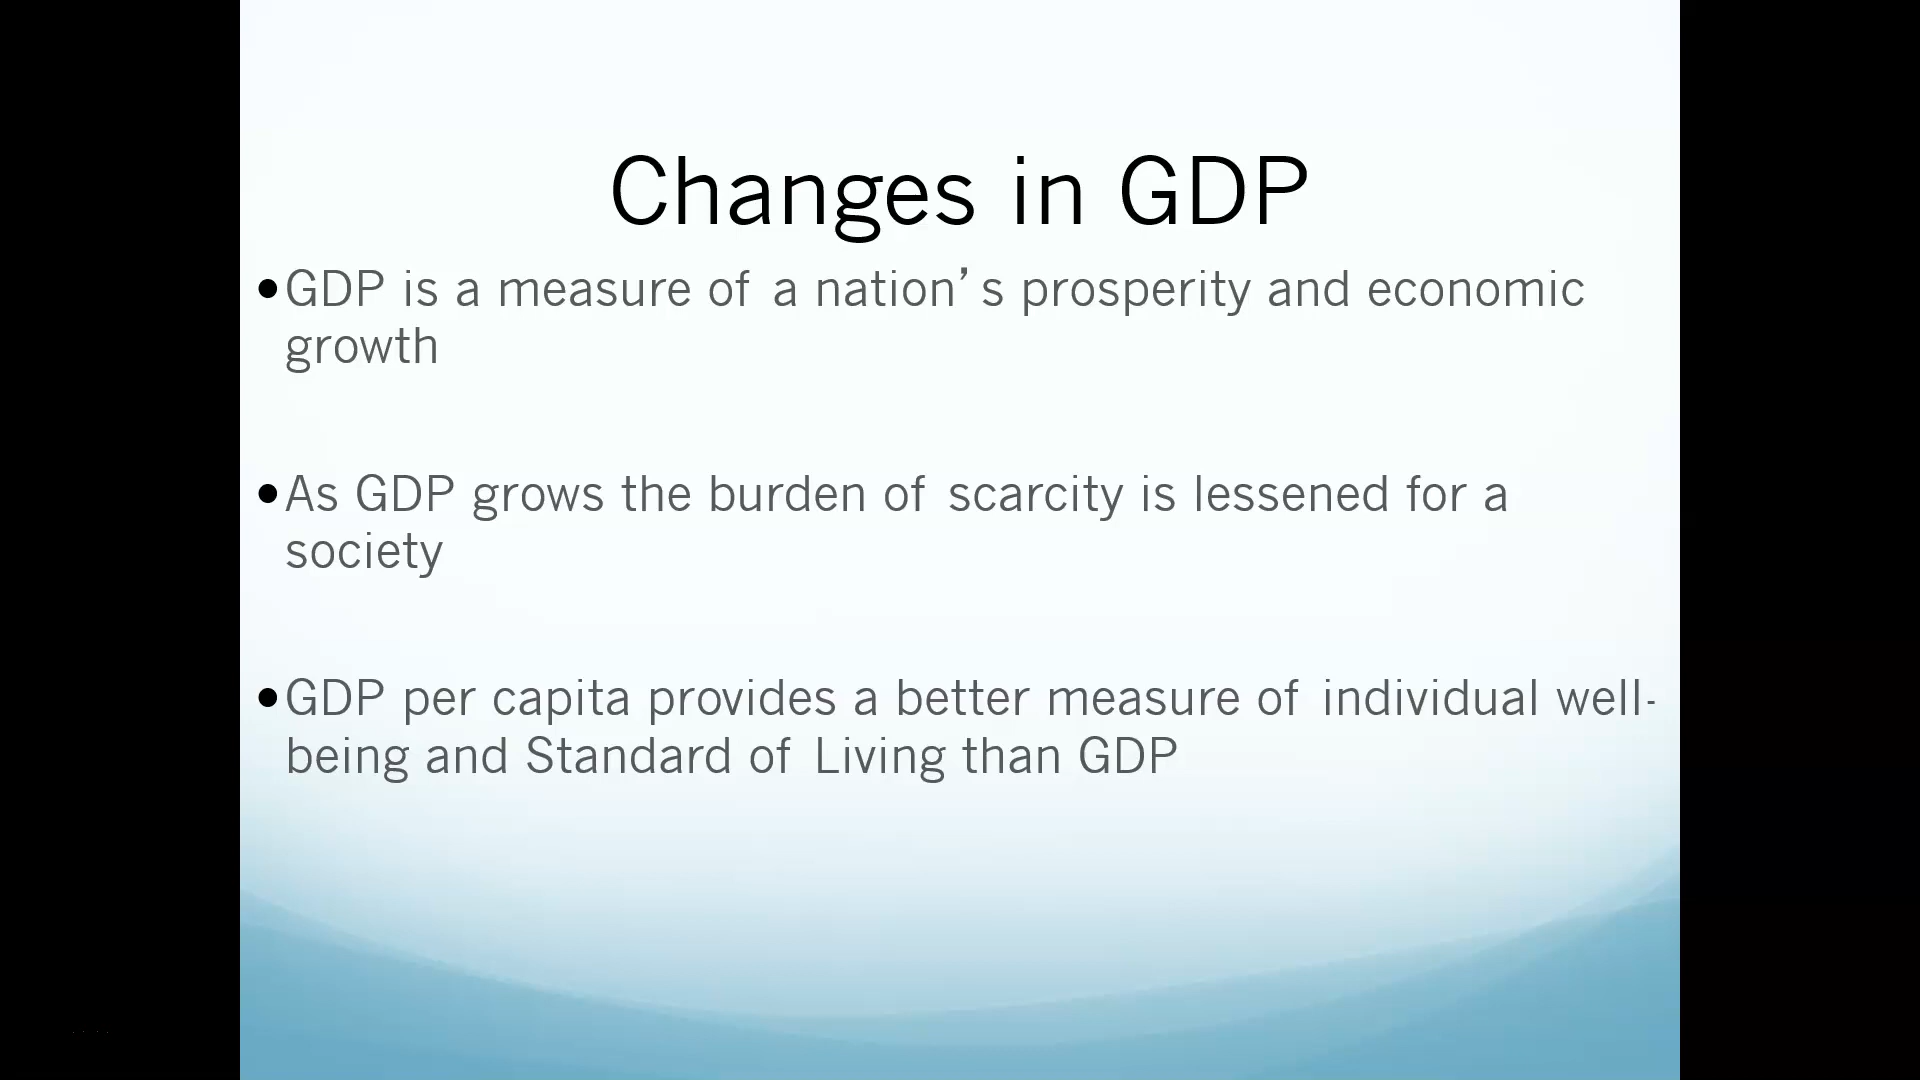 Changes in GDP
•GDP is a measure of a nation’s prosperity and economic
growth
•As GDP grows the burden of scarcity is lessened for a
society
•GDP per capita provides a better measure of individual well-
being and Standard of Living than GDP